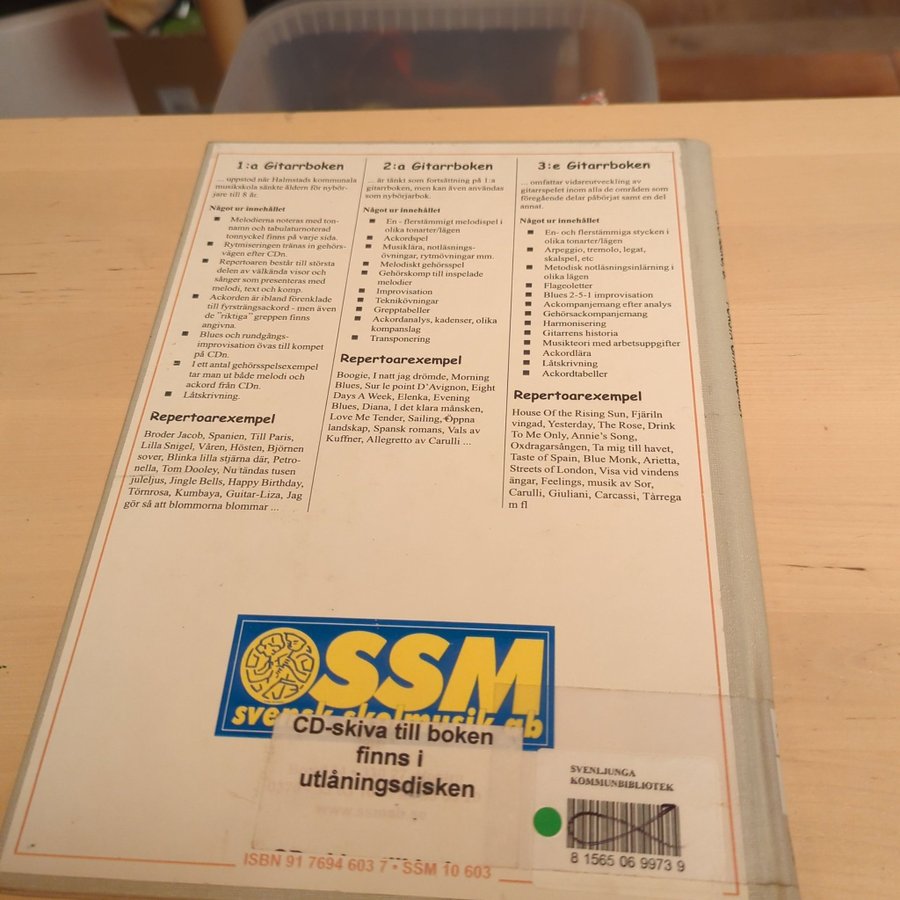 1:a Gitarrboken
... uppstod när Halmstads kommunala
musikskola sänkte åldern för nybör-
jare till 8 år.
Något ur innehållet
Melodierna noteras med ton-
namn och tabulaturnoterad
tonnyckel finns på varje sida.
Rytmiseringen tränas in gehörs-
vägen efter CDn.
Repertoaren består till största
delen av välkända visor och
sånger som presenteras med
melodi, text och komp.
Ackorden är ibland förenklade
till fyrsträngsackord - men även
de "riktiga" greppen finns
angivna.
Blues och rundgångs-
improvisation övas till kompet
på CDn.
I ett antal gehörsspelsexempel
tar man ut både melodi och
ackord från CDn.
Låtskrivning.
Repertoarexempel
Broder Jacob, Spanien, Till Paris,
Lilla Snigel, Våren, Hösten, Björnen
sover, Blinka lilla stjärna där, Petro-
nella, Tom Dooley, Nu tändas tusen
juleljus, Jingle Bells, Happy Birthday,
Törnrosa, Kumbaya, Guitar-Liza, Jag
gör så att blommorna blommar ...
2:a Gitarrboken
... är tänkt som fortsättning på 1:a
gitarrboken, men kan även användas
som nybörjarbok.
Något ur innehållet
En - flerstämmigt melodispel i
olika tonarter/lägen
Ackordspel
Musiklära, notläsnings-
övningar, rytmövningar mm.
Melodiskt gehörsspel
Gehörskomp till inspelade
melodier
Improvisation
Teknikövningar
Grepptabeller
Ackordanalys, kadenser, olika
kompanslag
Transponering
Repertoarexempel
Boogie, I natt jag drömde, Morning
Blues, Sur le point D'Avignon, Eight
Days A Week, Elenka, Evening
Blues, Diana, I det klara månsken,
Love Me Tender, Sailing, Öppna
landskap, Spansk romans, Vals av
Kuffner, Allegretto av Carulli ...
3:e Gitarrboken
... omfattar vidareutveckling av
gitarrspelet inom alla de områden som
föregående delar påbörjat samt en del
annat.
Något ur innehållet
En- och flerstämmiga stycken i
olika tonarter/lägen
Arpeggio, tremolo, legat,
skalspel, etc
Metodisk notläsningsinlärning i
olika lägen
Flageoletter
Blues 2-5-1 improvisation
Ackompanjemang efter analys
Gehörsackompanjemang
Harmonisering
Gitarrens historia
Musikteori med arbetsuppgifter
Ackordlära
Låtskrivning
Ackordtabeller
Repertoarexempel
House Of the Rising Sun, Fjäriln
vingad, Yesterday, The Rose, Drink
To Me Only, Annie's Song,
Oxdragarsången, Ta mig till havet,
Taste of Spain, Blue Monk, Arietta,
Streets of London, Visa vid vindens
ängar, Feelings, musik av Sor,
Carulli, Giuliani, Carcassi, Tàrrega
m fl
SSM
svensk skolmusik ab
CD-skiva till boken
finns i
utlåningsdisken
SVENLJUNGA
KOMMUNBIBLIOTEK
8 1565 06 9973 9
ISBN 91 7694 603 7 • SSM 10 603